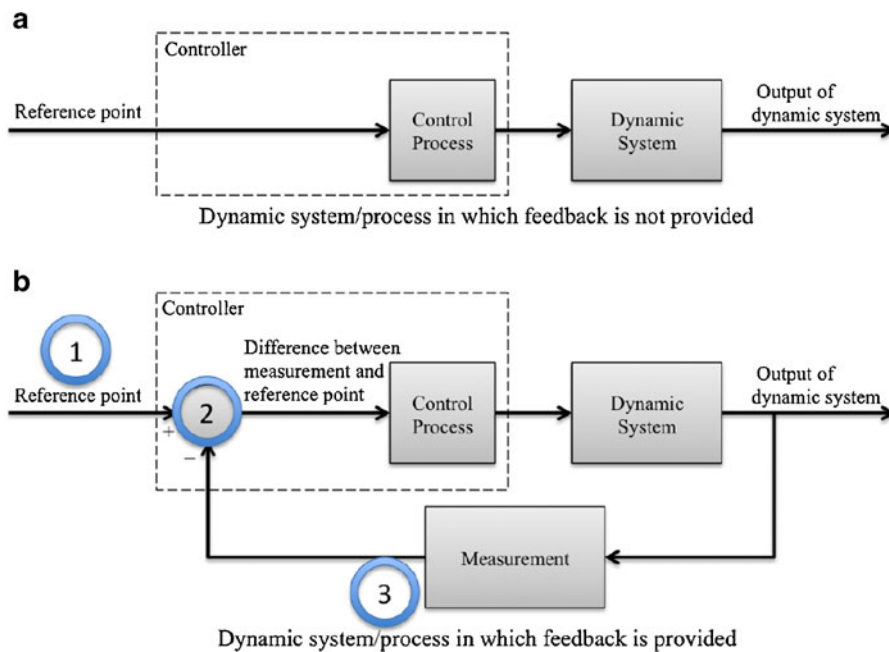 a
Controller
Reference point
Control
Process
Dynamic
System
Output of
dynamic system
Dynamic system/process in which feedback is not provided
b
Controller
1
Reference point
+
−
2
Difference between
measurement and
reference point
Control
Process
Dynamic
System
Output of
dynamic system
Measurement
3
Dynamic system/process in which feedback is provided